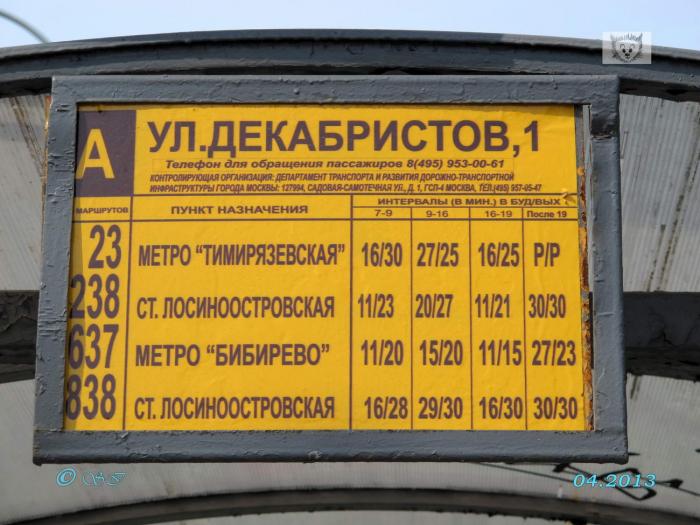 А УЛ.ДЕКАБРИСТОВ,1
Телефон для обращения пассажиров 8(495) 953-00-61
КОНТРОЛИРУЮЩАЯ ОРГАНИЗАЦИЯ: ДЕПАРТАМЕНТ ТРАНСПОРТА И РАЗВИТИЯ ДОРОЖНО-ТРАНСПОРТНОЙ
ИНФРАСТРУКТУРЫ ГОРОДА МОСКВЫ: 127994, САДОВАЯ-САМОТЕЧНАЯ УЛ., Д. 1, ГСП-4 МОСКВА, ТЕЛ.(495) 957-05-47
МАРШРУТОВ ПУНКТ НАЗНАЧЕНИЯ ИНТЕРВАЛЫ (В МИН.) В БУД/ВЫХ
7-9 9-16 16-19 После 19
23 МЕТРО "ТИМИРЯЗЕВСКАЯ" 16/30 27/25 16/25 Р/Р
238 СТ. ЛОСИНООСТРОВСКАЯ 11/23 20/27 11/21 30/30
637 МЕТРО "БИБИРЕВО" 11/20 15/20 11/15 27/23
838 СТ. ЛОСИНООСТРОВСКАЯ 16/28 29/30 16/30 30/30
04.2013